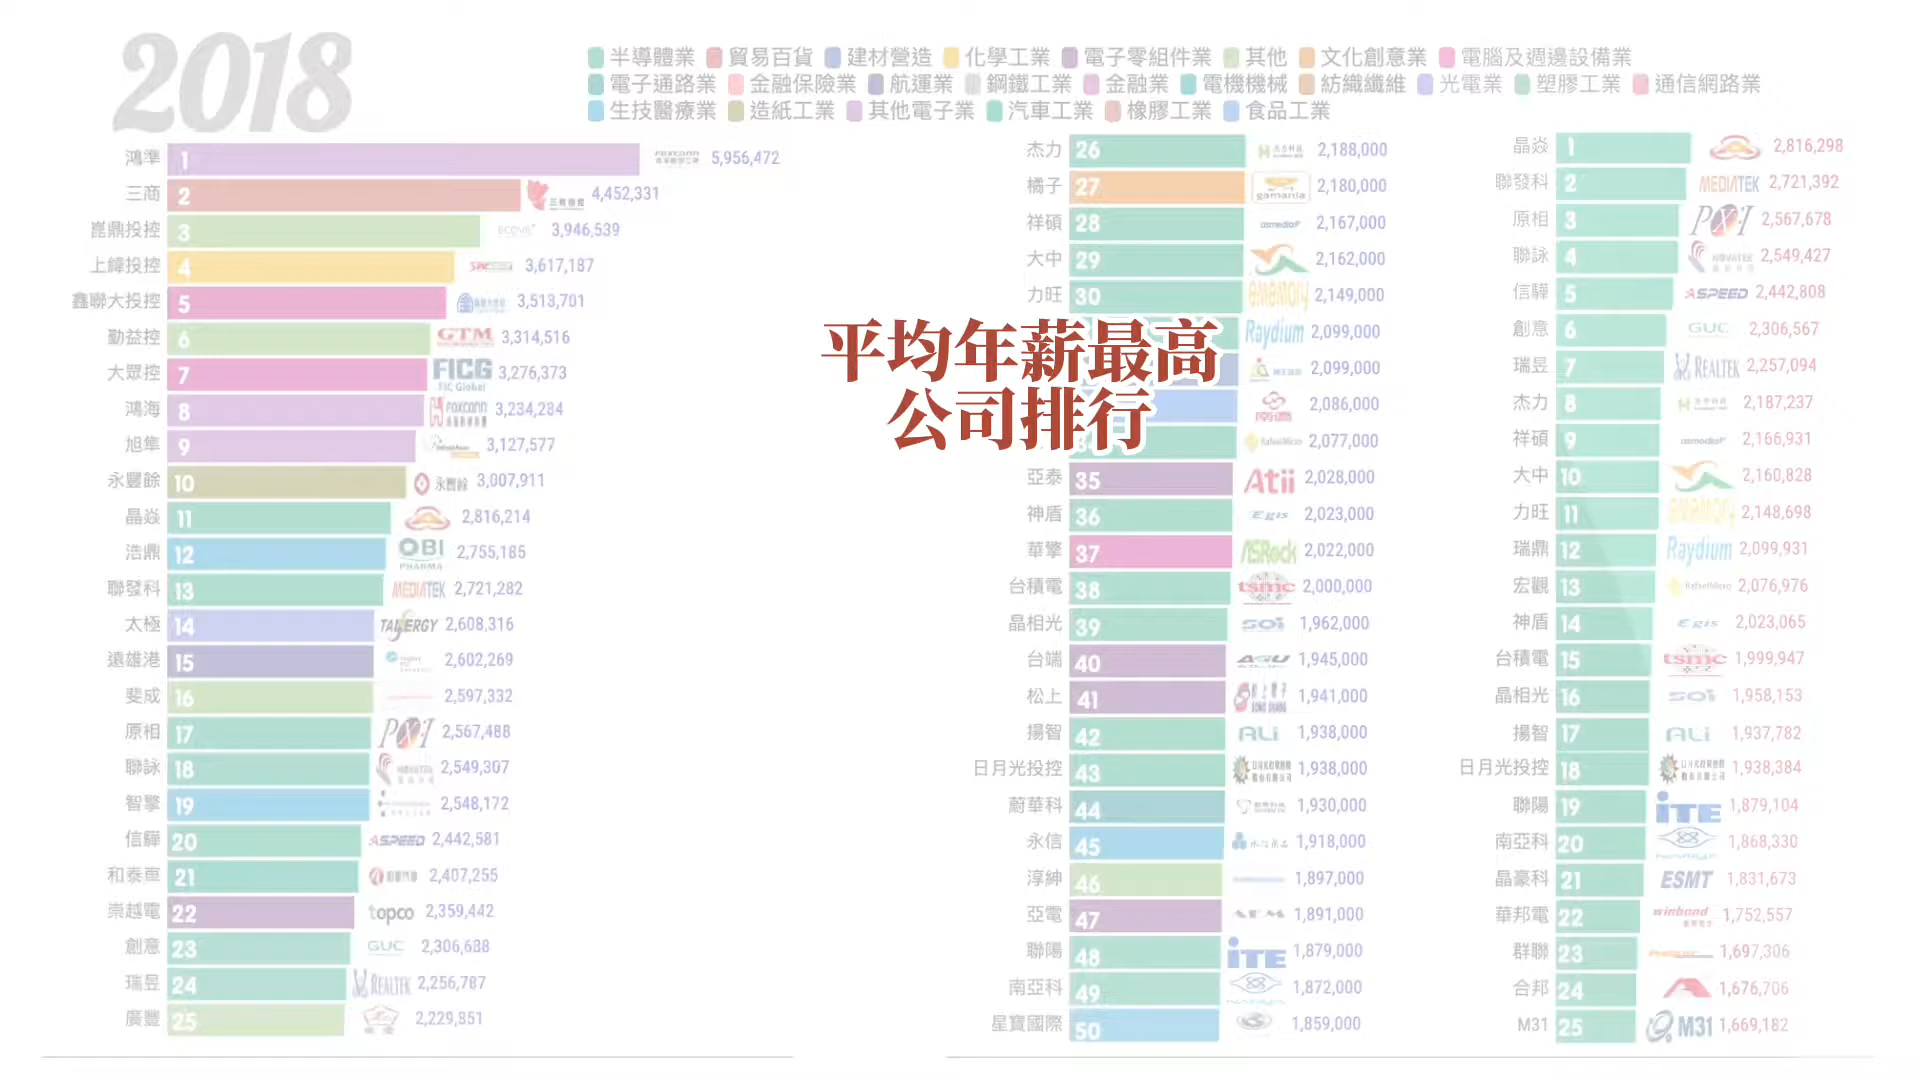 2018
半導體業 貿易百貨 建材營造 化學工業 電子零組件業 其他 文化創意業 電腦及週邊設備業
電子通路業 金融保險業 航運業 鋼鐵工業 金融業 電機機械 紡織纖維 光電業 塑膠工業 通信網路業
生技醫療業 造紙工業 其他電子業 汽車工業 橡膠工業 食品工業
平均年薪最高
公司排行
鴻準 1 5,956,472
三商 2 4,452,331
崑鼎投控 3 3,946,539
上緯投控 4 3,617,187
鑫聯大投控 5 3,513,701
勤益控 6 GTM 3,314,516
大眾控 7 FICG FIC Global 3,276,373
鴻海 8 FOXCONN 3,234,284
旭隼 9 3,127,577
永豐餘 10 永豐餘 3,007,911
晶焱 11 2,816,214
浩鼎 12 OBI PHARMA 2,755,185
聯發科 13 MEDIATEK 2,721,282
太極 14 TAINERGY 2,608,316
遠雄港 15 2,602,269
斐成 16 2,597,332
原相 17 2,567,488
聯詠 18 NOVATEK 2,549,307
智擎 19 2,548,172
信驊 20 ASPEED 2,442,581
和泰車 21 2,407,255
崇越電 22 topco 2,359,442
創意 23 GUC 2,306,688
瑞昱 24 REALTEK 2,256,787
廣豐 25 2,229,851
杰力 26 2,188,000
橘子 27 gamania 2,180,000
祥碩 28 asmedia 2,167,000
大中 29 2,162,000
力旺 30 ememory 2,149,000
Raydium 2,099,000
2,099,000
南僑 2,086,000
RafaelMicro 2,077,000
亞泰 35 Atii 2,028,000
神盾 36 Egis 2,023,000
華擎 37 ASRock 2,022,000
台積電 38 tsmc 2,000,000
晶相光 39 SOi 1,962,000
台端 40 1,945,000
松上 41 1,941,000
揚智 42 ALi 1,938,000
日月光投控 43 1,938,000
蔚華科 44 1,930,000
永信 45 1,918,000
淳紳 46 1,897,000
亞電 47 1,891,000
聯陽 48 iTE 1,879,000
南亞科 49 1,872,000
星寶國際 50 1,859,000
晶焱 1 2,816,298
聯發科 2 MEDIATEK 2,721,392
原相 3 2,567,678
聯詠 4 NOVATEK 2,549,427
信驊 5 ASPEED 2,442,808
創意 6 GUC 2,306,567
瑞昱 7 REALTEK 2,257,094
杰力 8 2,187,237
祥碩 9 asmedia 2,166,931
大中 10 2,160,828
力旺 11 ememory 2,148,698
瑞鼎 12 Raydium 2,099,931
宏觀 13 RafaelMicro 2,076,976
神盾 14 Egis 2,023,065
台積電 15 tsmc 1,999,947
晶相光 16 SOi 1,958,153
揚智 17 ALi 1,937,782
日月光投控 18 1,938,384
聯陽 19 iTE 1,879,104
南亞科 20 1,868,330
晶豪科 21 ESMT 1,831,673
華邦電 22 winbond 1,752,557
群聯 23 1,697,306
合邦 24 1,676,706
M31 25 M31 1,669,182